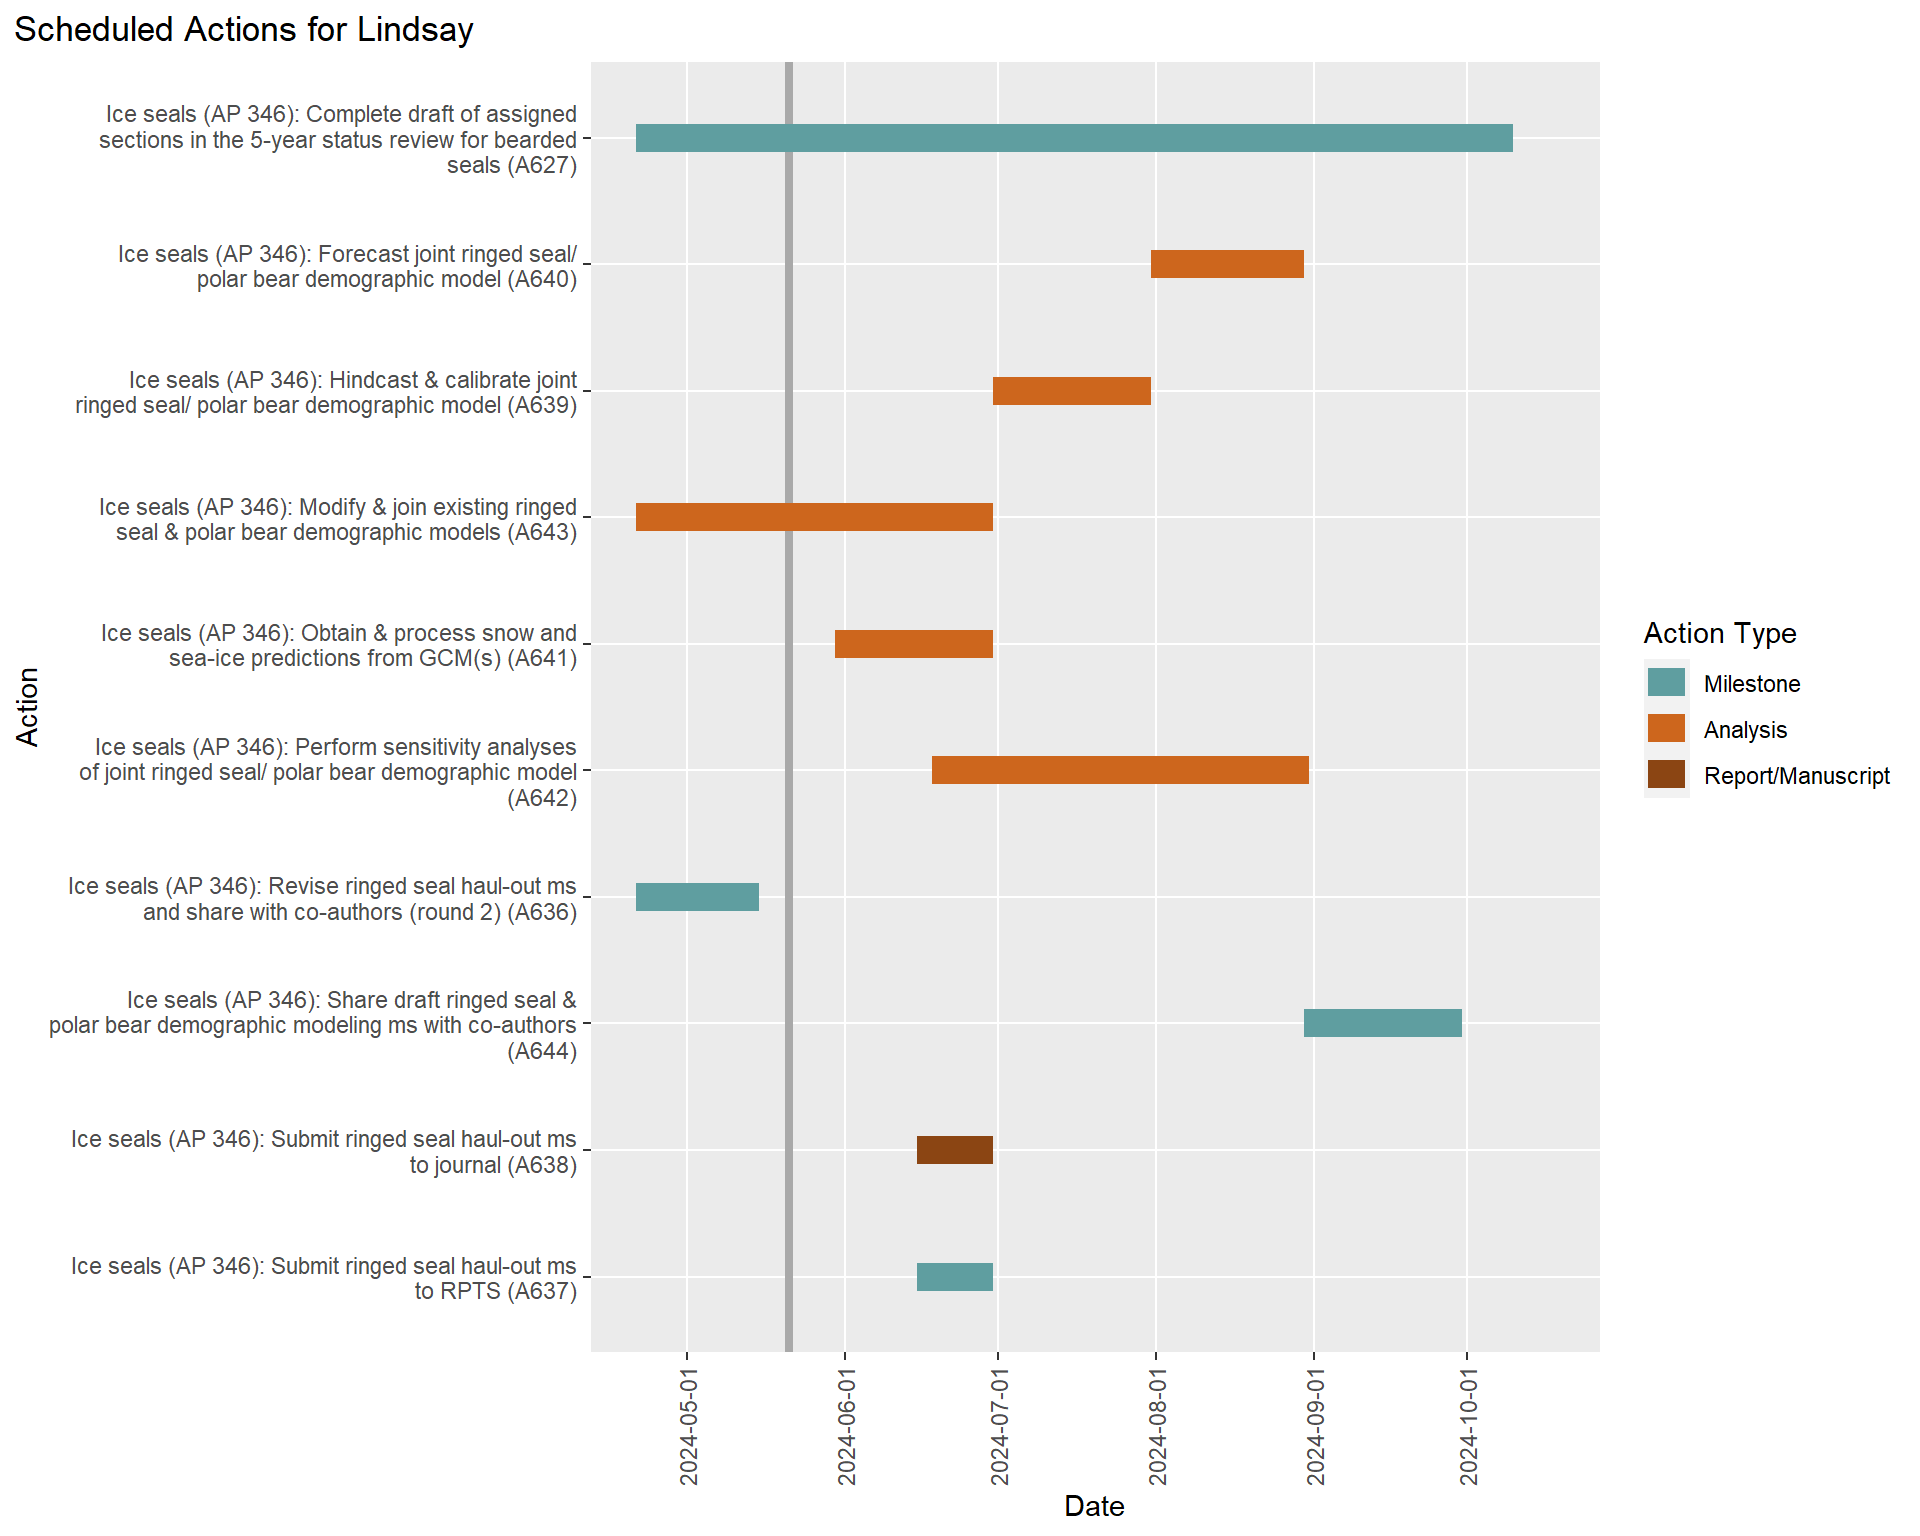 Scheduled Actions for Lindsay
Ice seals (AP 346): Complete draft of assigned
sections in the 5-year status review for bearded
seals (A627)
Ice seals (AP 346): Forecast joint ringed seal/
polar bear demographic model (A640)
Ice seals (AP 346): Hindcast & calibrate joint
ringed seal/ polar bear demographic model (A639)
Ice seals (AP 346): Modify & join existing ringed
seal & polar bear demographic models (A643)
Ice seals (AP 346): Obtain & process snow and
sea-ice predictions from GCM(s) (A641)
Ice seals (AP 346): Perform sensitivity analyses
of joint ringed seal/ polar bear demographic model
(A642)
Ice seals (AP 346): Revise ringed seal haul-out ms
and share with co-authors (round 2) (A636)
Ice seals (AP 346): Share draft ringed seal &
polar bear demographic modeling ms with co-authors
(A644)
Ice seals (AP 346): Submit ringed seal haul-out ms
to journal (A638)
Ice seals (AP 346): Submit ringed seal haul-out ms
to RPTS (A637)
Action
2024-05-01
2024-06-01
2024-07-01
2024-08-01
2024-09-01
2024-10-01
Date
Action Type
Milestone
Analysis
Report/Manuscript